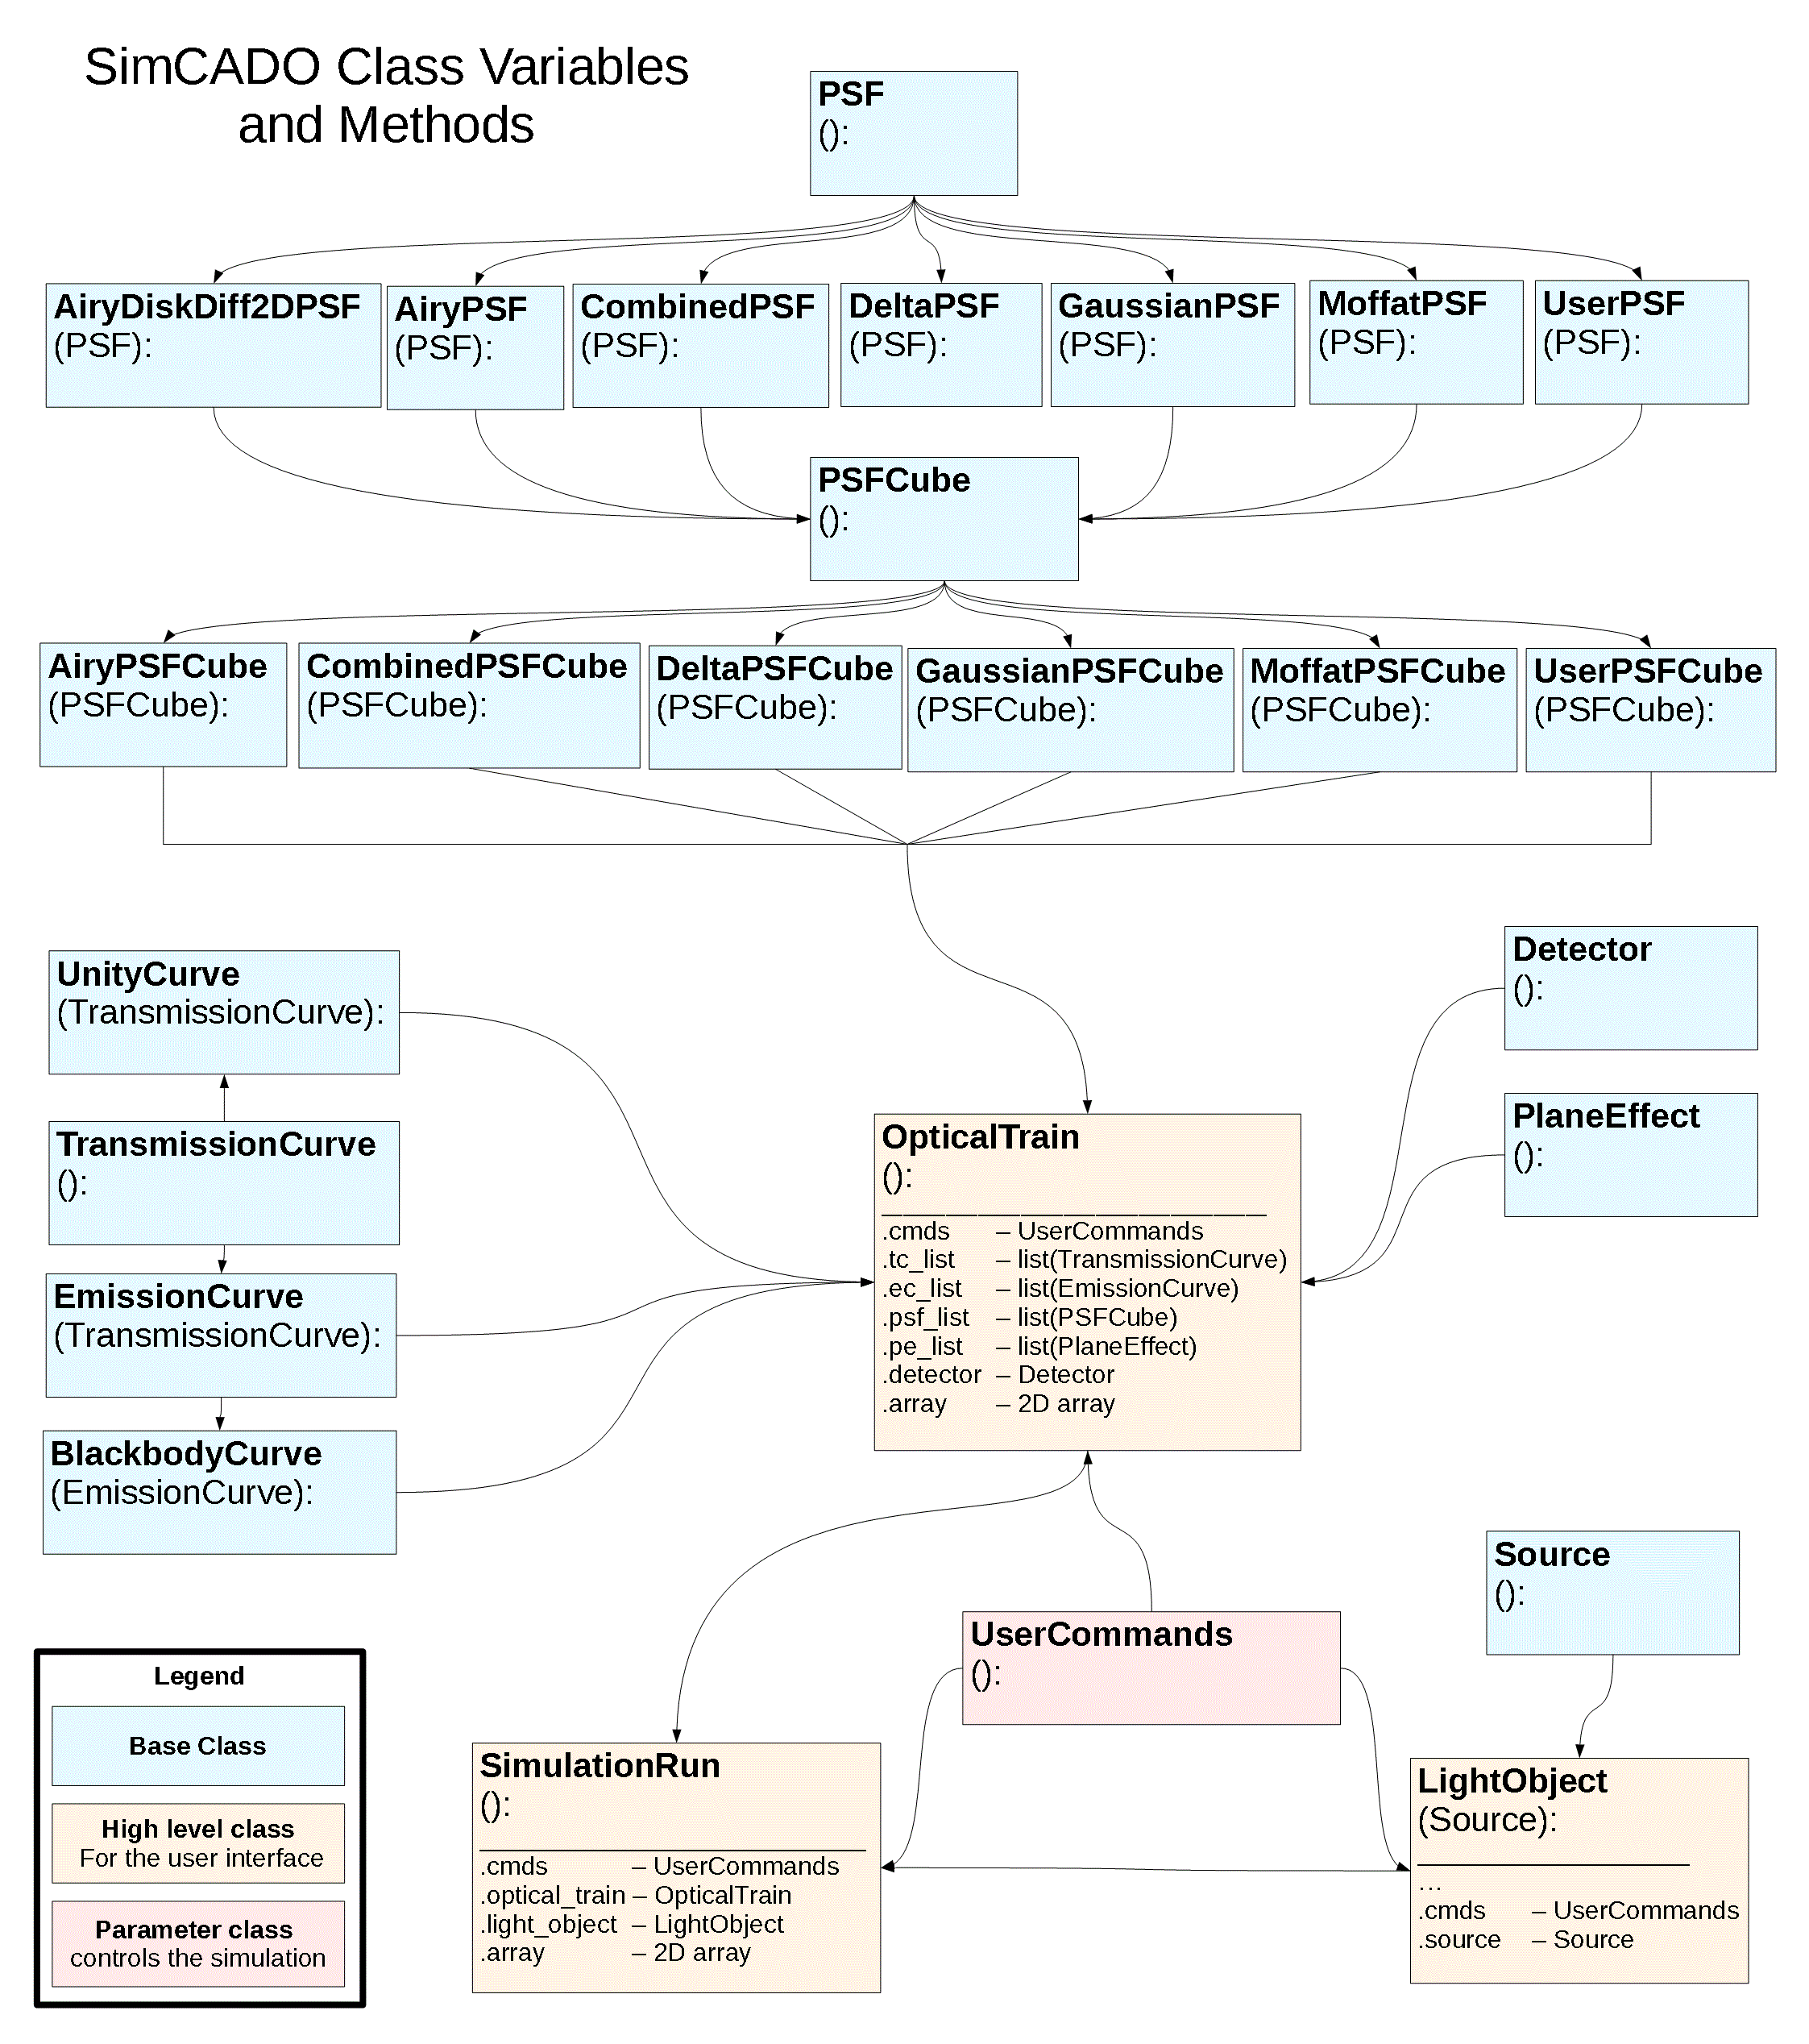 SimCADO Class Variables
and Methods
PSF
():
AiryDiskDiff2DPSF
(PSF):
AiryPSF
(PSF):
CombinedPSF
(PSF):
DeltaPSF
(PSF):
GaussianPSF
(PSF):
MoffatPSF
(PSF):
UserPSF
(PSF):
PSFCube
():
AiryPSFCube
(PSFCube):
CombinedPSFCube
(PSFCube):
DeltaPSFCube
(PSFCube):
GaussianPSFCube
(PSFCube):
MoffatPSFCube
(PSFCube):
UserPSFCube
(PSFCube):
UnityCurve
(TransmissionCurve):
TransmissionCurve
():
EmissionCurve
(TransmissionCurve):
BlackbodyCurve
(EmissionCurve):
Detector
():
PlaneEffect
():
OpticalTrain
():
.cmds – UserCommands
.tc_list – list(TransmissionCurve)
.ec_list – list(EmissionCurve)
.psf_list – list(PSFCube)
.pe_list – list(PlaneEffect)
.detector – Detector
.array – 2D array
Source
():
UserCommands
():
SimulationRun
():
.cmds – UserCommands
.optical_train – OpticalTrain
.light_object – LightObject
.array – 2D array
LightObject
(Source):
...
.cmds – UserCommands
.source – Source
Legend
Base Class
High level class
For the user interface
Parameter class
controls the simulation